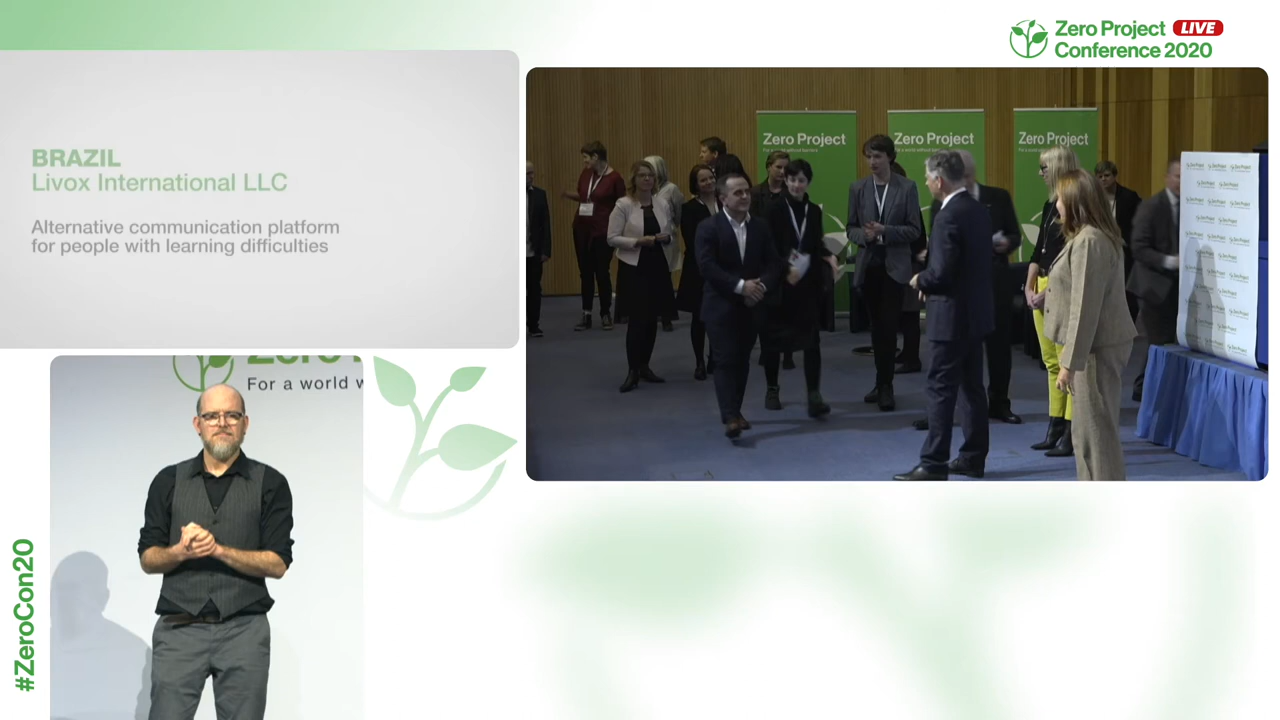 Zero Project LIVE
Conference 2020
BRAZIL
Livox International LLC
Alternative communication platform
for people with learning difficulties
Zero Project
Zero Project
Zero Project
For a world w
#ZeroCon20